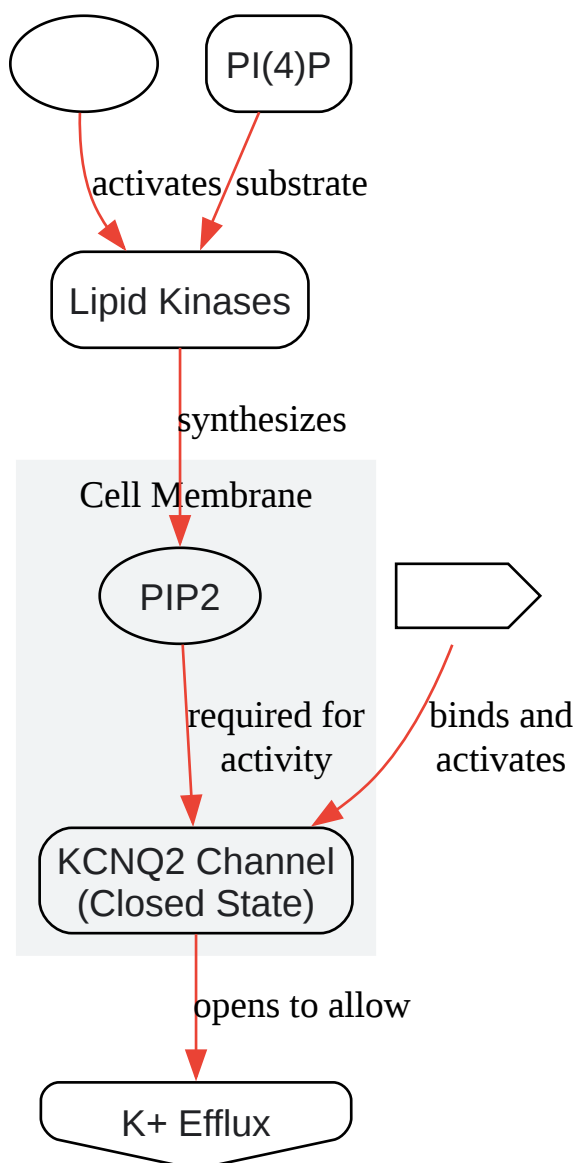 PI(4)P
activates
substrate
Lipid Kinases
synthesizes
Cell Membrane
PIP2
required for
activity
binds and
activates
KCNQ2 Channel
(Closed State)
opens to allow
K+ Efflux